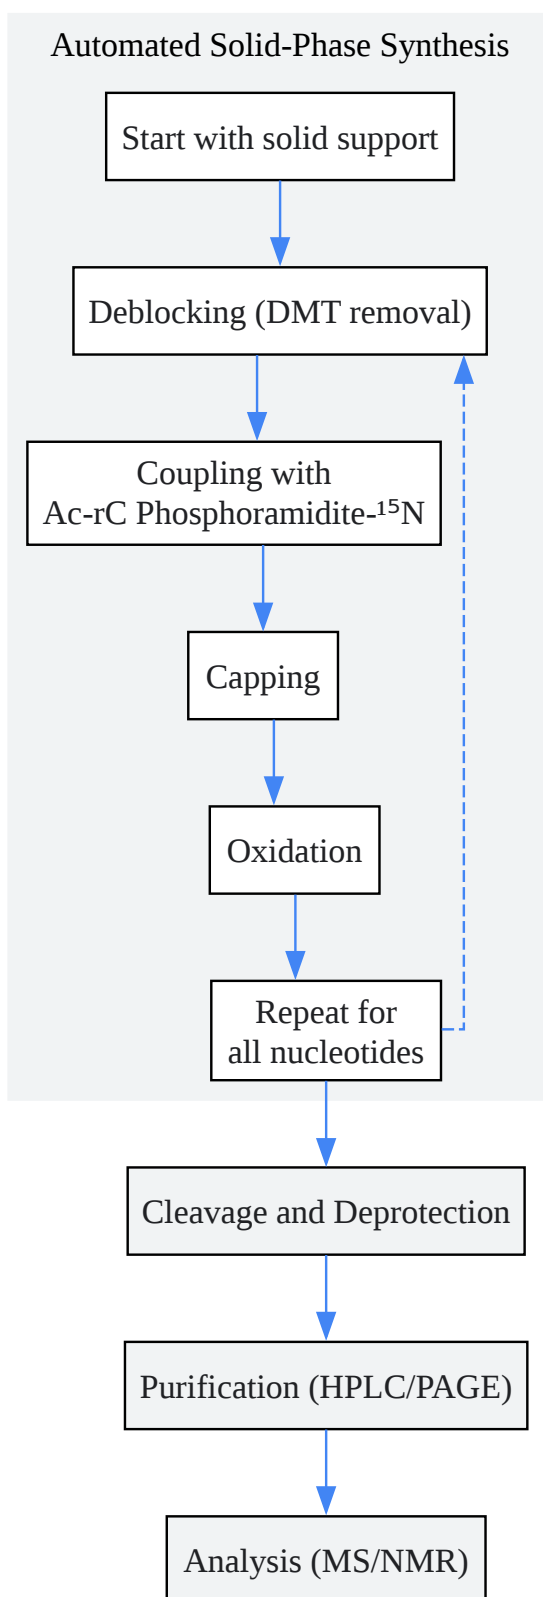 Automated Solid-Phase Synthesis
Start with solid support
Deblocking (DMT removal)
Coupling with
Ac-rC Phosphoramidite-¹⁵N
Capping
Oxidation
Repeat for
all nucleotides
Cleavage and Deprotection
Purification (HPLC/PAGE)
Analysis (MS/NMR)